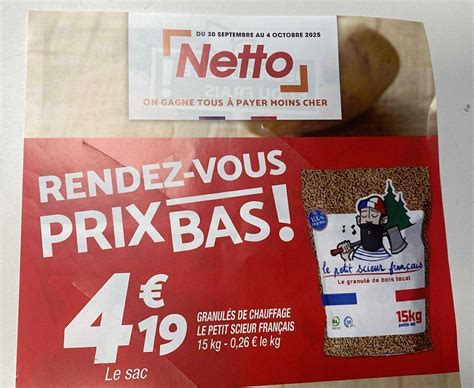 DU 30 SEPTEMBRE AU 4 OCTOBRE 2025
Netto
ON GAGNE TOUS À PAYER MOINS CHER
RENDEZ-VOUS
PRIX BAS!
4€19
Le sac
GRANULÉS DE CHAUFFAGE
LE PETIT SCIEUR FRANÇAIS
15 kg - 0,26 € le kg
le petit scieur français
Le granulé de bois local
15kg